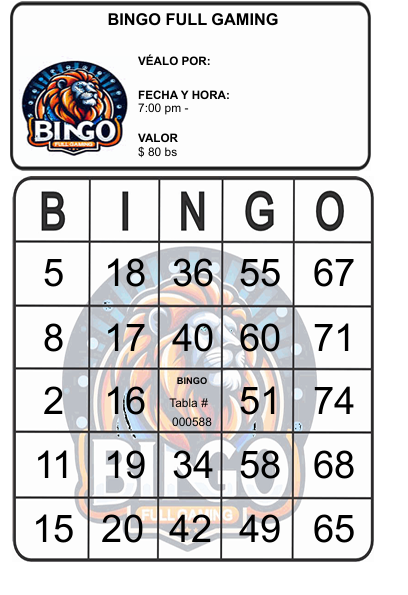 BINGO FULL GAMING
VÉALO POR:
FECHA Y HORA:
7:00 pm -
VALOR
$ 80 bs
BINGO
FULL GAMING
B I N G O
5 18 36 55 67
8 17 40 60 71
BINGO
2 16 Tabla # 51 74
000588
11 19 34 58 68
15 20 42 49 65
BINGO
FULL GAMING